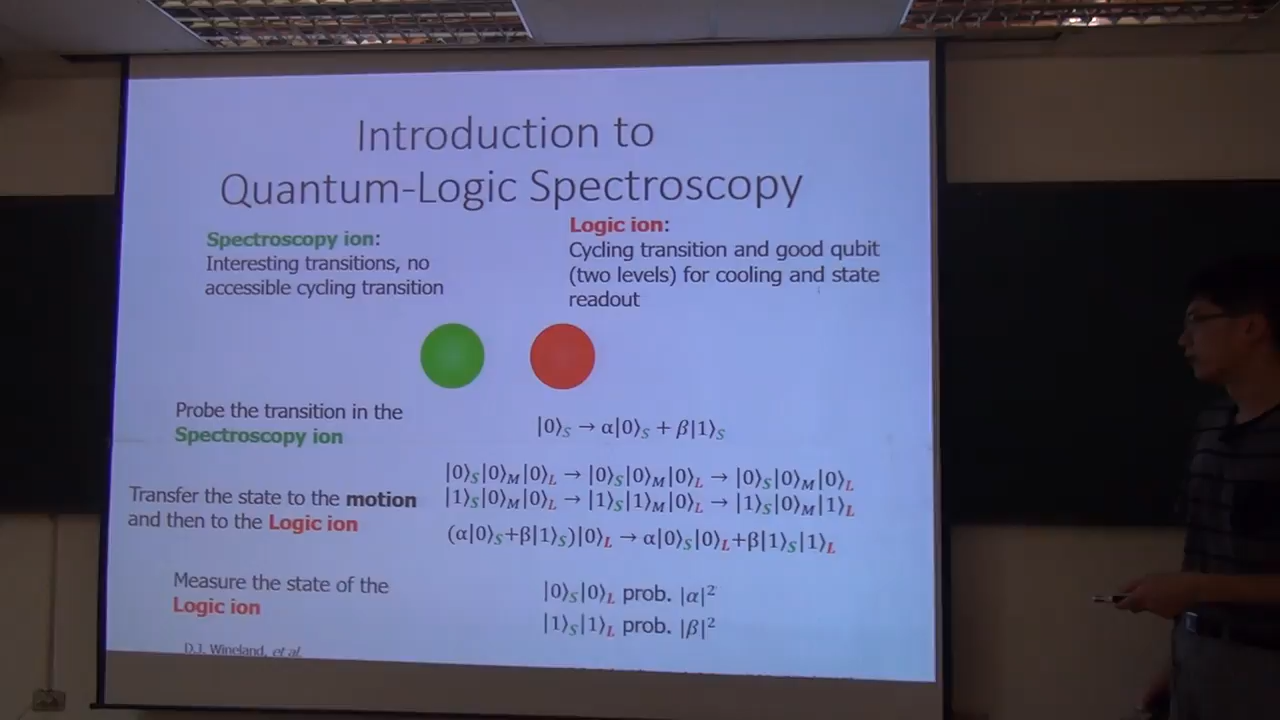 Introduction to
Quantum-Logic Spectroscopy
Spectroscopy ion:
Interesting transitions, no
accessible cycling transition
Logic ion:
Cycling transition and good qubit
(two levels) for cooling and state
readout
Probe the transition in the
Spectroscopy ion
|0⟩S → α|0⟩S + β|1⟩S
Transfer the state to the motion
and then to the Logic ion
|0⟩S|0⟩M|0⟩L → |0⟩S|0⟩M|0⟩L → |0⟩S|0⟩M|0⟩L
|1⟩S|0⟩M|0⟩L → |1⟩S|1⟩M|0⟩L → |1⟩S|0⟩M|1⟩L
(α|0⟩S+β|1⟩S)|0⟩L → α|0⟩S|0⟩L+β|1⟩S|1⟩L
Measure the state of the
Logic ion
|0⟩S|0⟩L prob. |α|²
|1⟩S|1⟩L prob. |β|²
D.J. Wineland, et al.